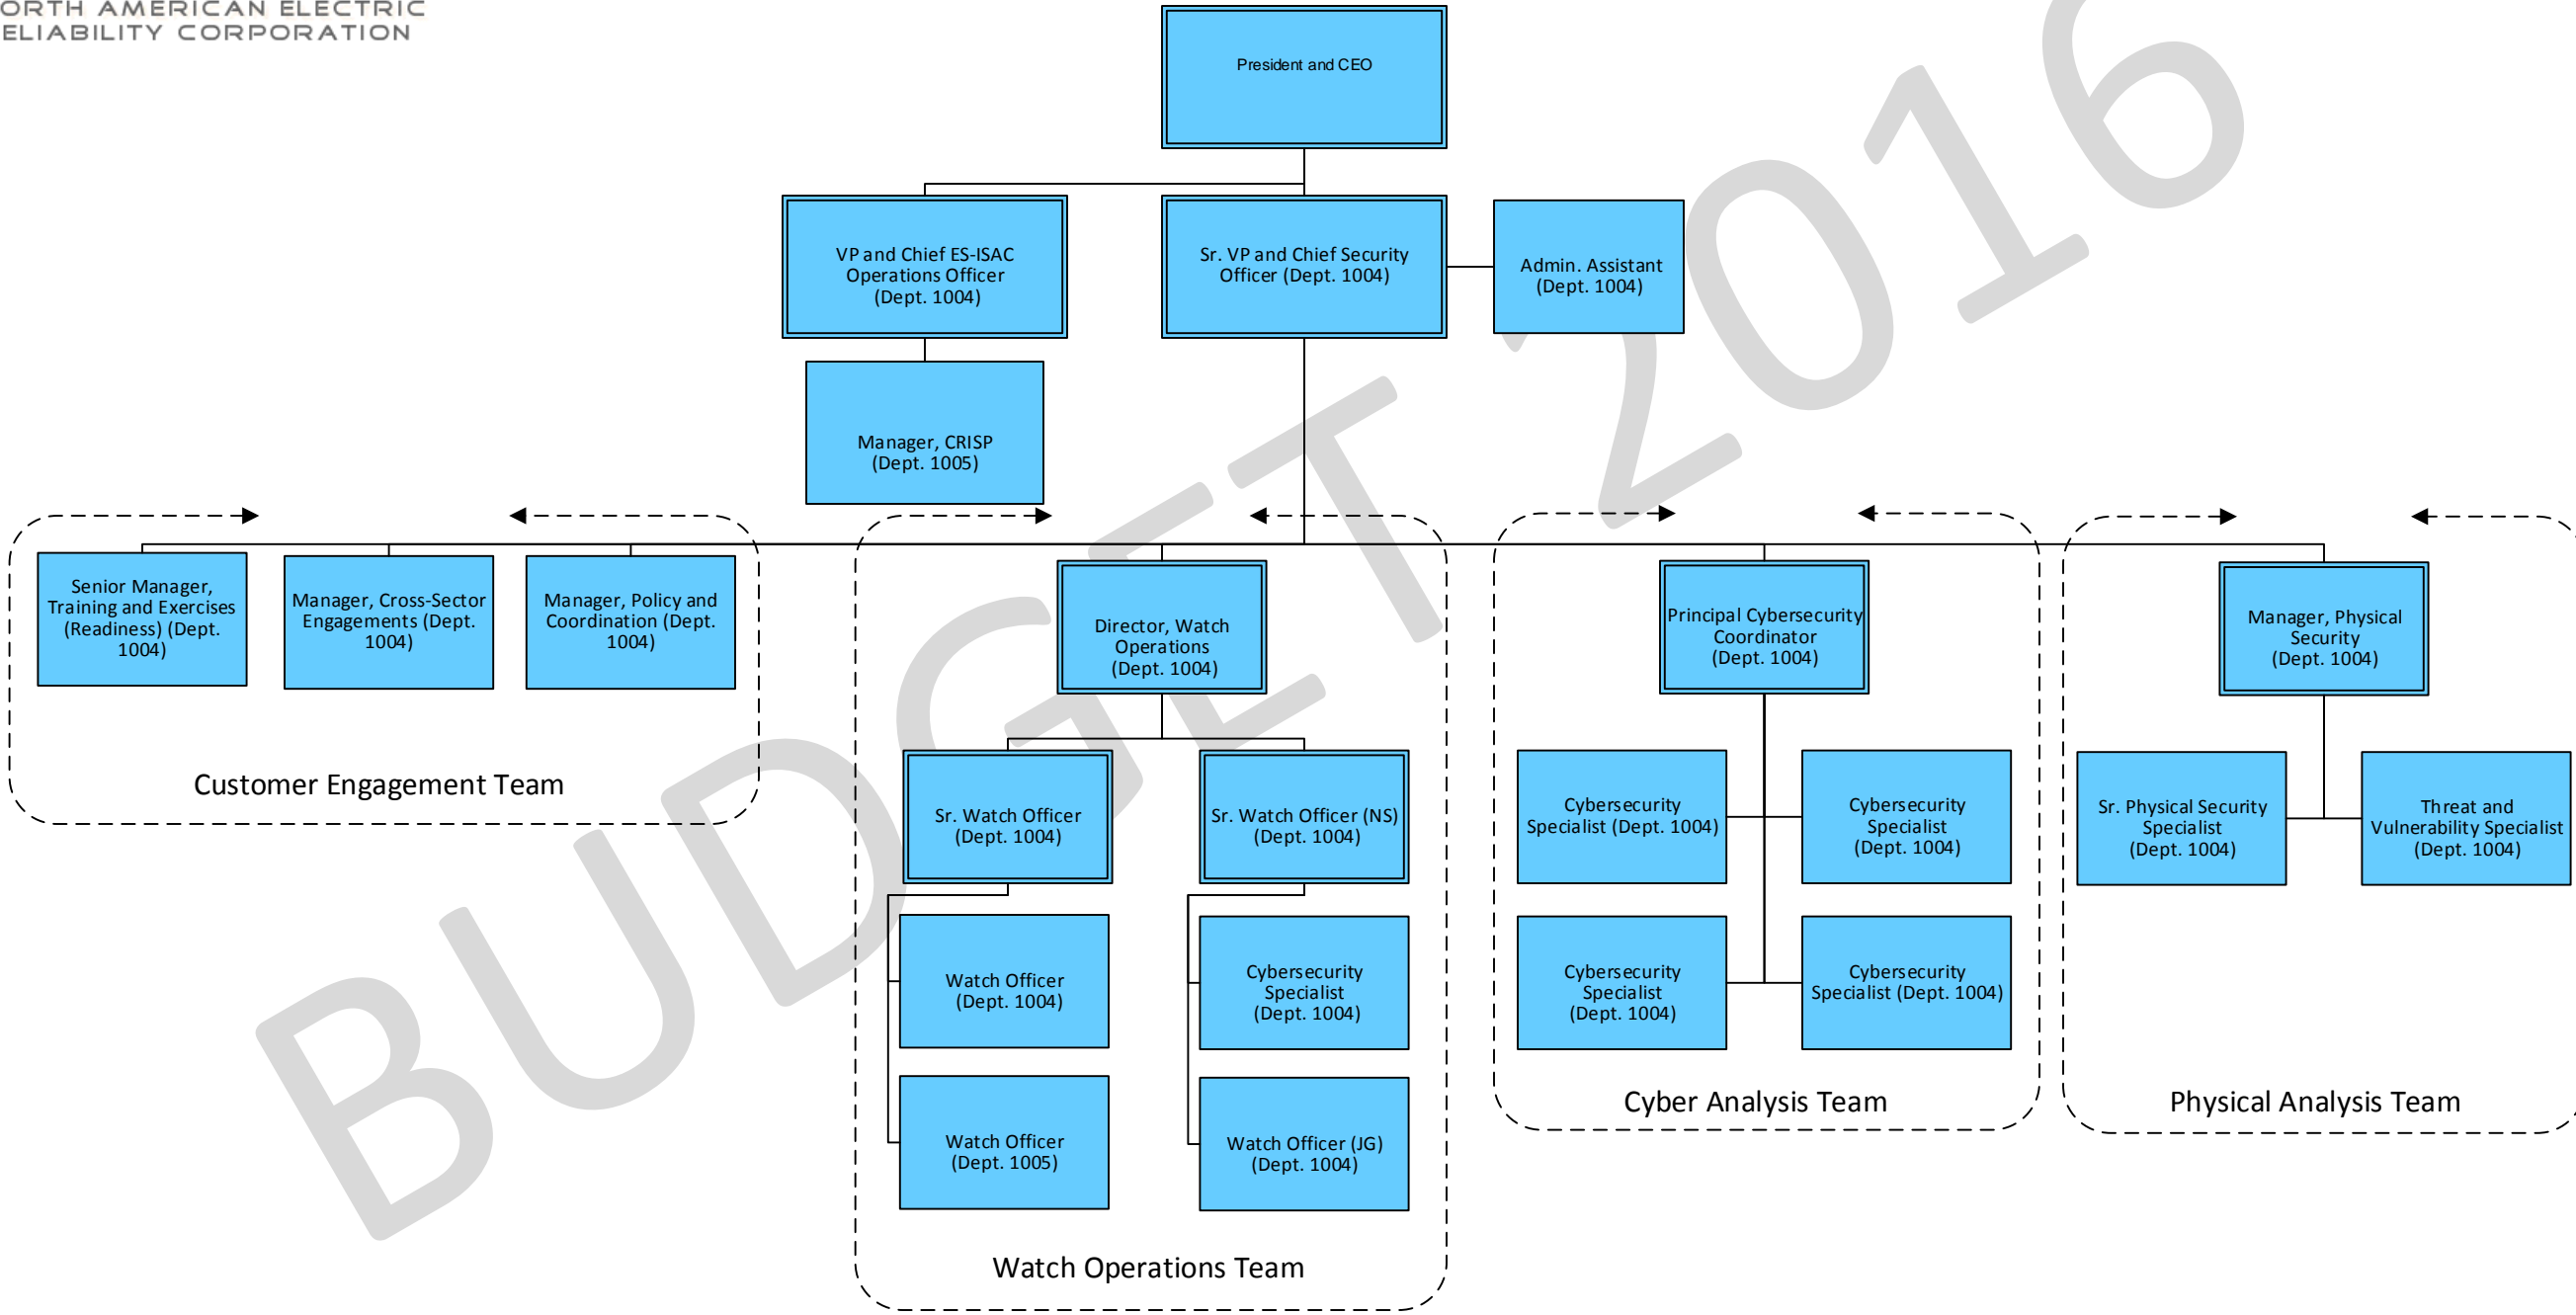 ORTH AMERICAN ELECTRIC
ELIABILITY CORPORATION
President and CEO
VP and Chief ES-ISAC
Operations Officer
(Dept. 1004)
Sr. VP and Chief Security
Officer (Dept. 1004)
Admin. Assistant
(Dept. 1004)
Manager, CRISP
(Dept. 1005)
Senior Manager,
Training and Exercises
(Readiness) (Dept.
1004)
Manager, Cross-Sector
Engagements (Dept.
1004)
Manager, Policy and
Coordination (Dept.
1004)
Customer Engagement Team
Director, Watch
Operations
(Dept. 1004)
Sr. Watch Officer
(Dept. 1004)
Sr. Watch Officer (NS)
(Dept. 1004)
Watch Officer
(Dept. 1004)
Cybersecurity
Specialist
(Dept. 1004)
Watch Officer
(Dept. 1005)
Watch Officer (JG)
(Dept. 1004)
Watch Operations Team
Principal Cybersecurity
Coordinator
(Dept. 1004)
Cybersecurity
Specialist (Dept. 1004)
Cybersecurity
Specialist
(Dept. 1004)
Cybersecurity
Specialist
(Dept. 1004)
Cybersecurity
Specialist (Dept. 1004)
Cyber Analysis Team
Manager, Physical
Security
(Dept. 1004)
Sr. Physical Security
Specialist
(Dept. 1004)
Threat and
Vulnerability Specialist
(Dept. 1004)
Physical Analysis Team
BUDGET 2016